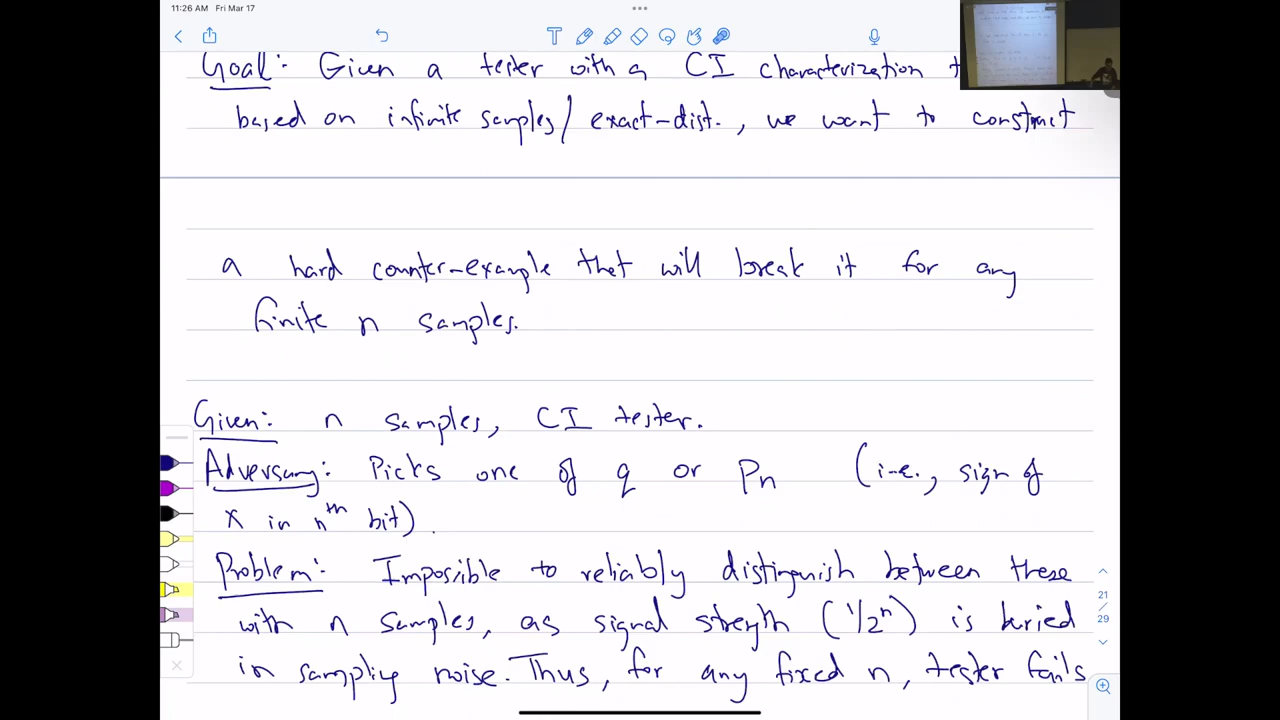 11:26 AM Fri Mar 17
Goal: Given a tester with a CI characterization
based on infinite samples/exact-dist., we want to construct
a hard counter-example that will break it for any
finite n samples.
Given: n samples, CI tester.
Adversary: Picks one of q or Pn (i.e., sign of
X in nth bit).
Problem: Imposible to reliably distinguish between these
with n samples, as signal strength (1/2^n) is buried
in sampling noise. Thus, for any fixed n, tester fails
21
/
29